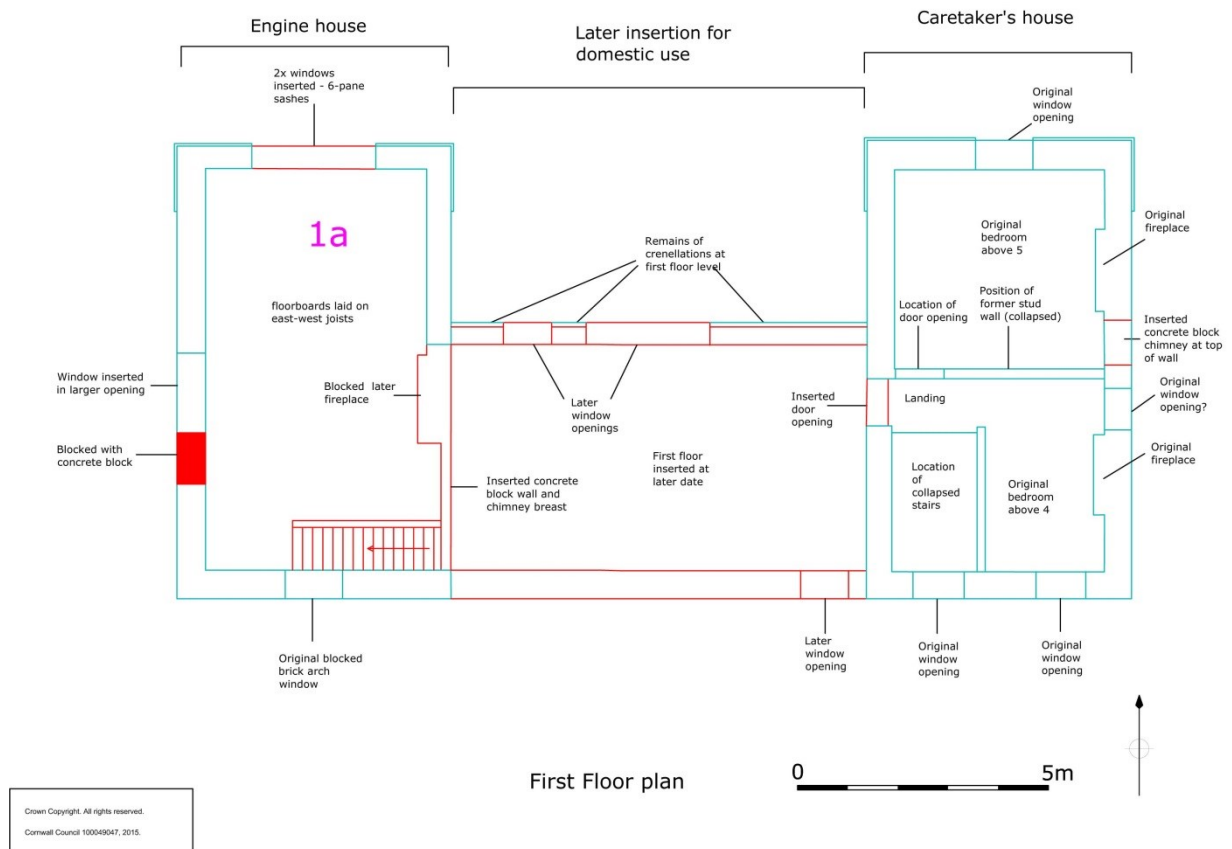 Engine house
Later insertion for
domestic use
Caretaker's house
2x windows
inserted - 6-pane
sashes
Original
window
opening
1a
Remains of
crenellations at
first floor level
Original
bedroom
above 5
Original
fireplace
floorboards laid on
east-west joists
Location of
door opening
Position of
former stud
wall (collapsed)
Inserted
concrete block
chimney at top
of wall
Window inserted
in larger opening
Blocked later
fireplace
Later
window
openings
Inserted
door
opening
Landing
Original
window
opening?
Blocked with
concrete block
Inserted concrete
block wall and
chimney breast
First floor
inserted at
later date
Location
of
collapsed
stairs
Original
bedroom
above 4
Original
fireplace
Original blocked
brick arch
window
Later
window
opening
Original
window
opening
Original
window
opening
First Floor plan
0
5m
Crown Copyright. All rights reserved.
Cornwall Council 100049047, 2015.